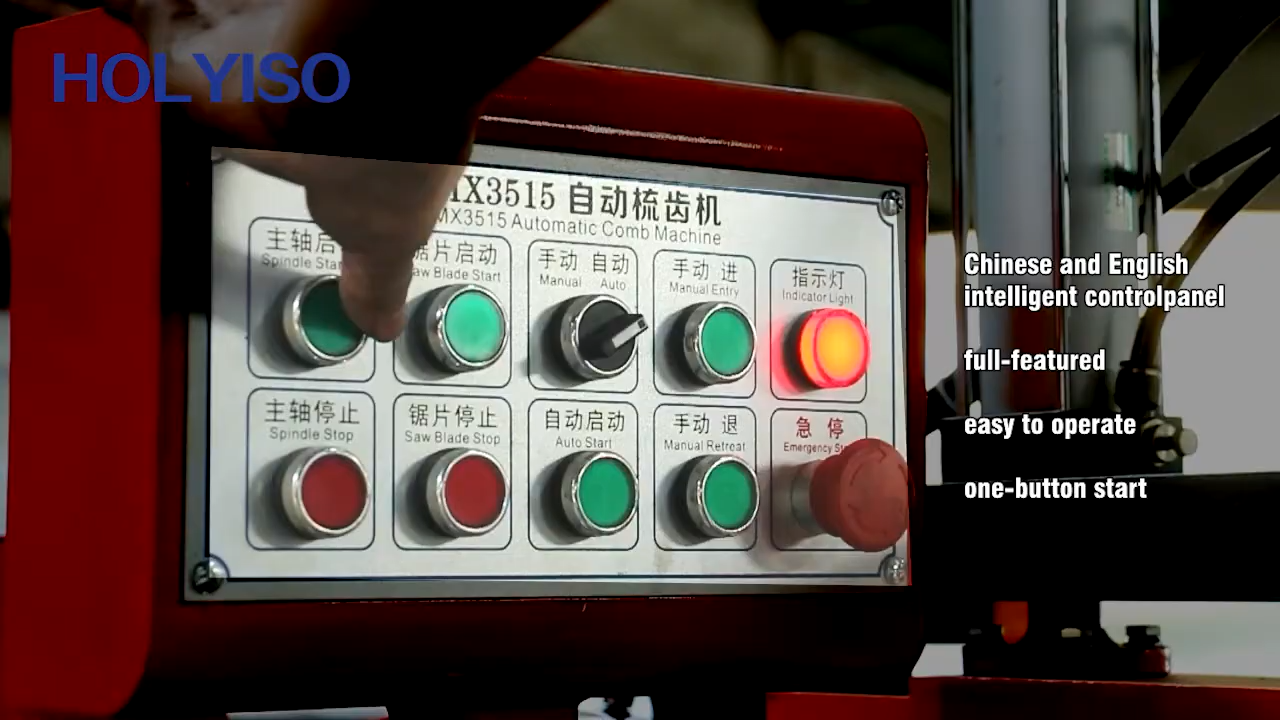 HOLYISO
MX3515 自动梳齿机
MX3515 Automatic Comb Machine
主轴启
Spindle Star
锯片启动
Saw Blade Start
手动 自动
Manual Auto
手动 进
Manual Entry
指示灯
Indicator Light
主轴停止
Spindle Stop
锯片停止
Saw Blade Stop
自动启动
Auto Start
手动 退
Manual Retreat
急 停
Emergency
Chinese and English
intelligent controlpanel
full-featured
easy to operate
one-button start